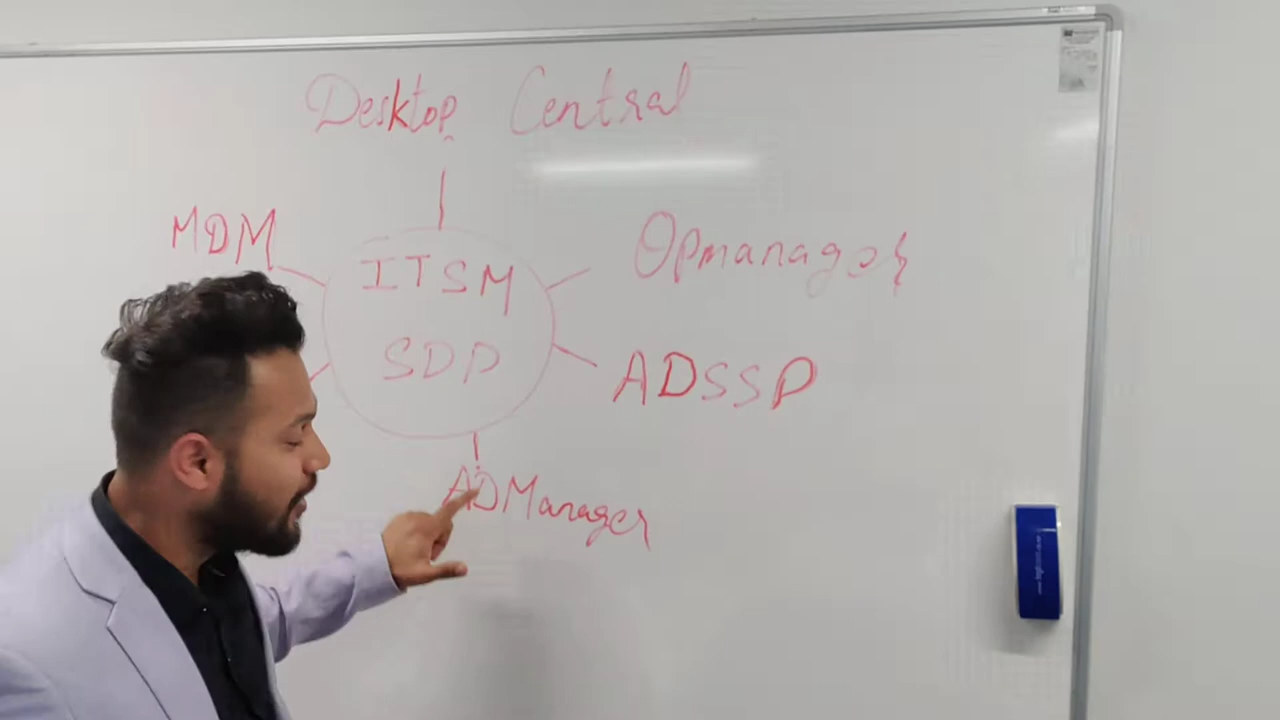 Desktop Central
MDM
ITSM
SDP
Opmanager
ADSSP
ADManager